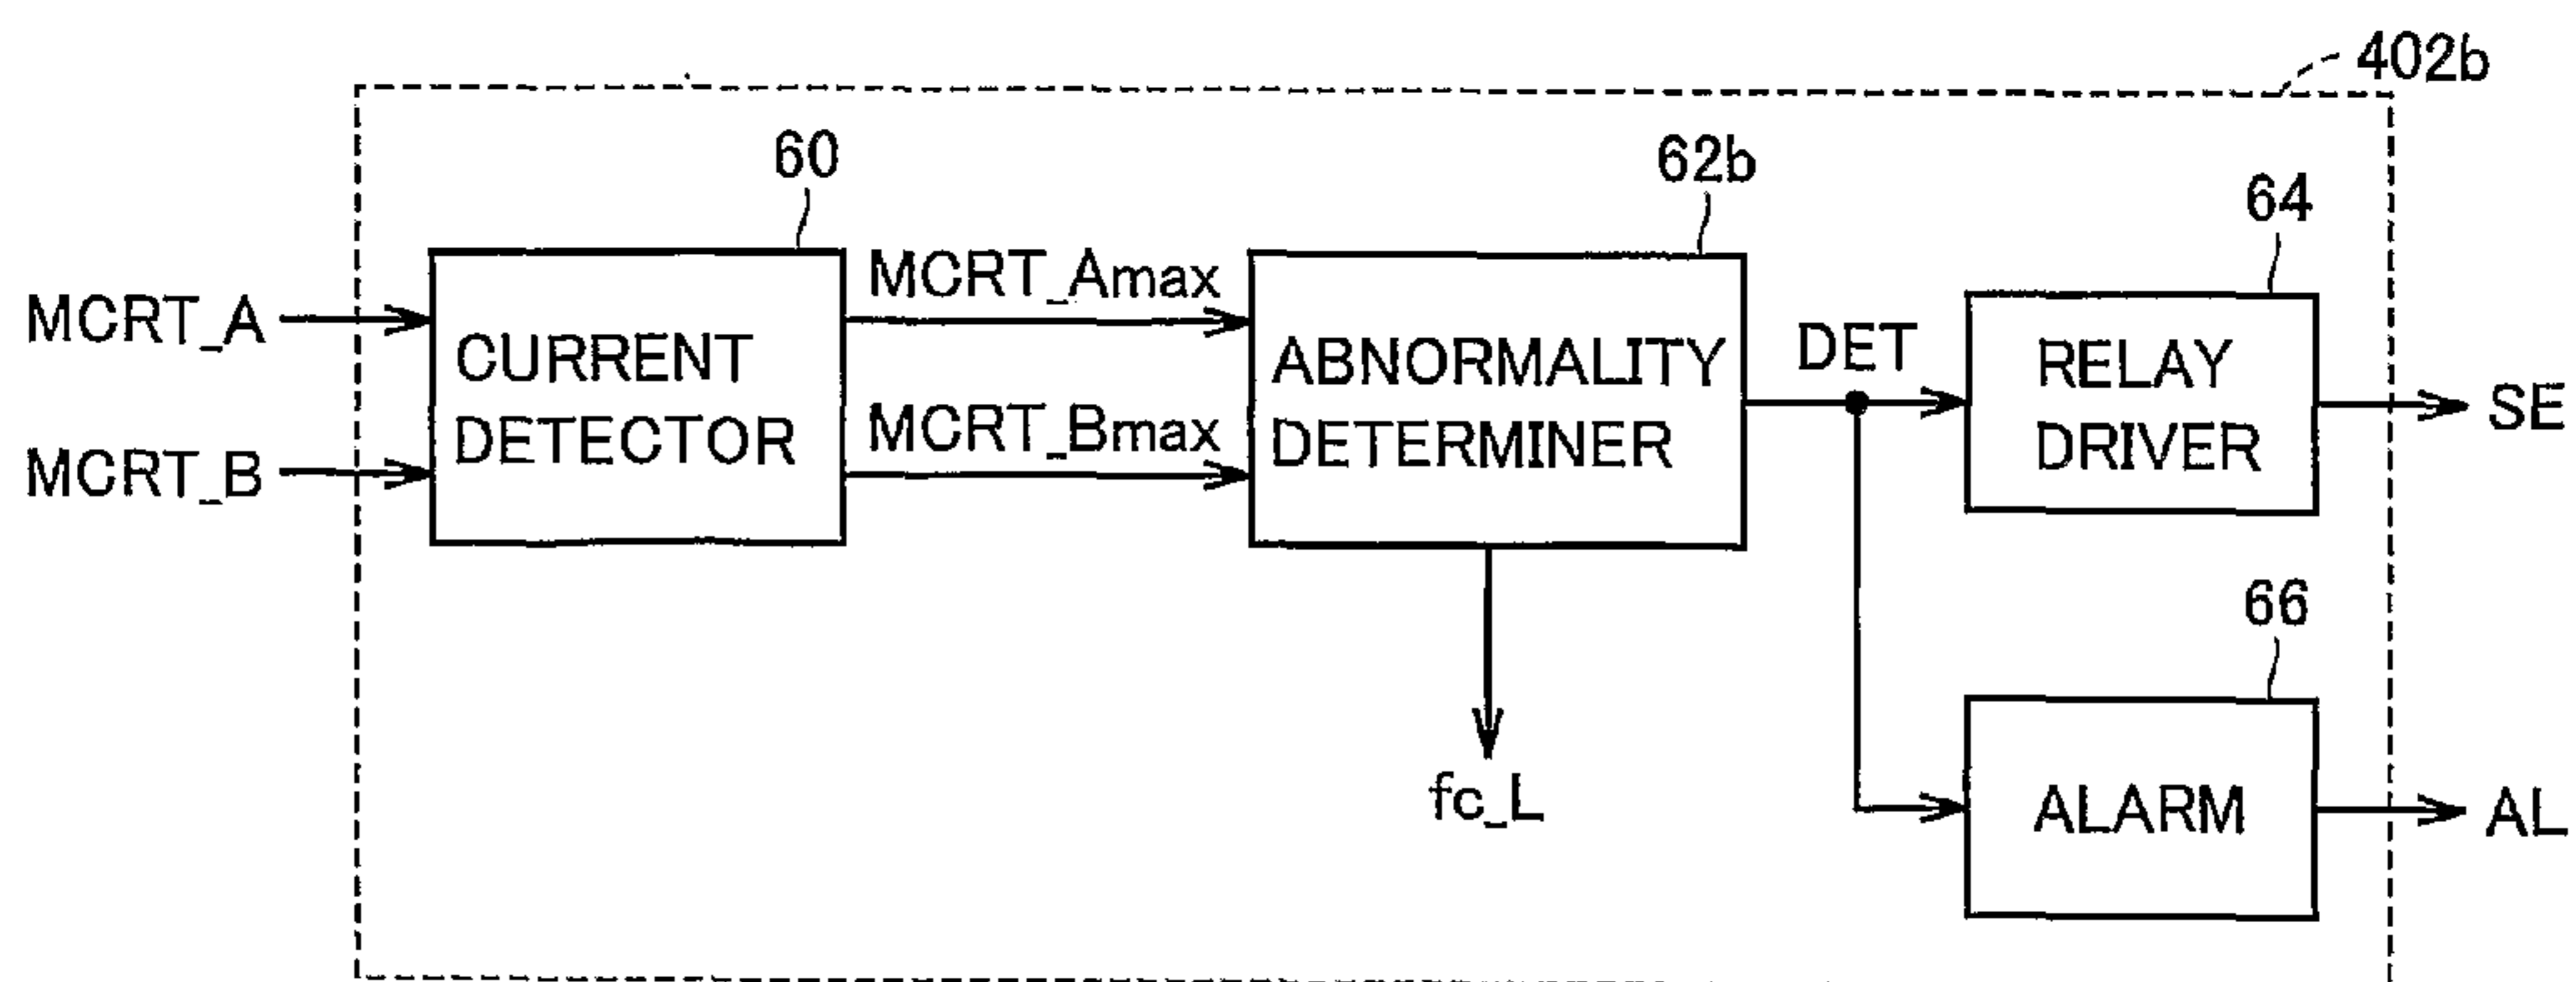 402b
60
62b
64
MCRT_A
MCRT_B
CURRENT
DETECTOR
MCRT_Amax
MCRT_Bmax
ABNORMALITY
DETERMINER
DET
RELAY
DRIVER
SE
fc_L
66
ALARM
AL